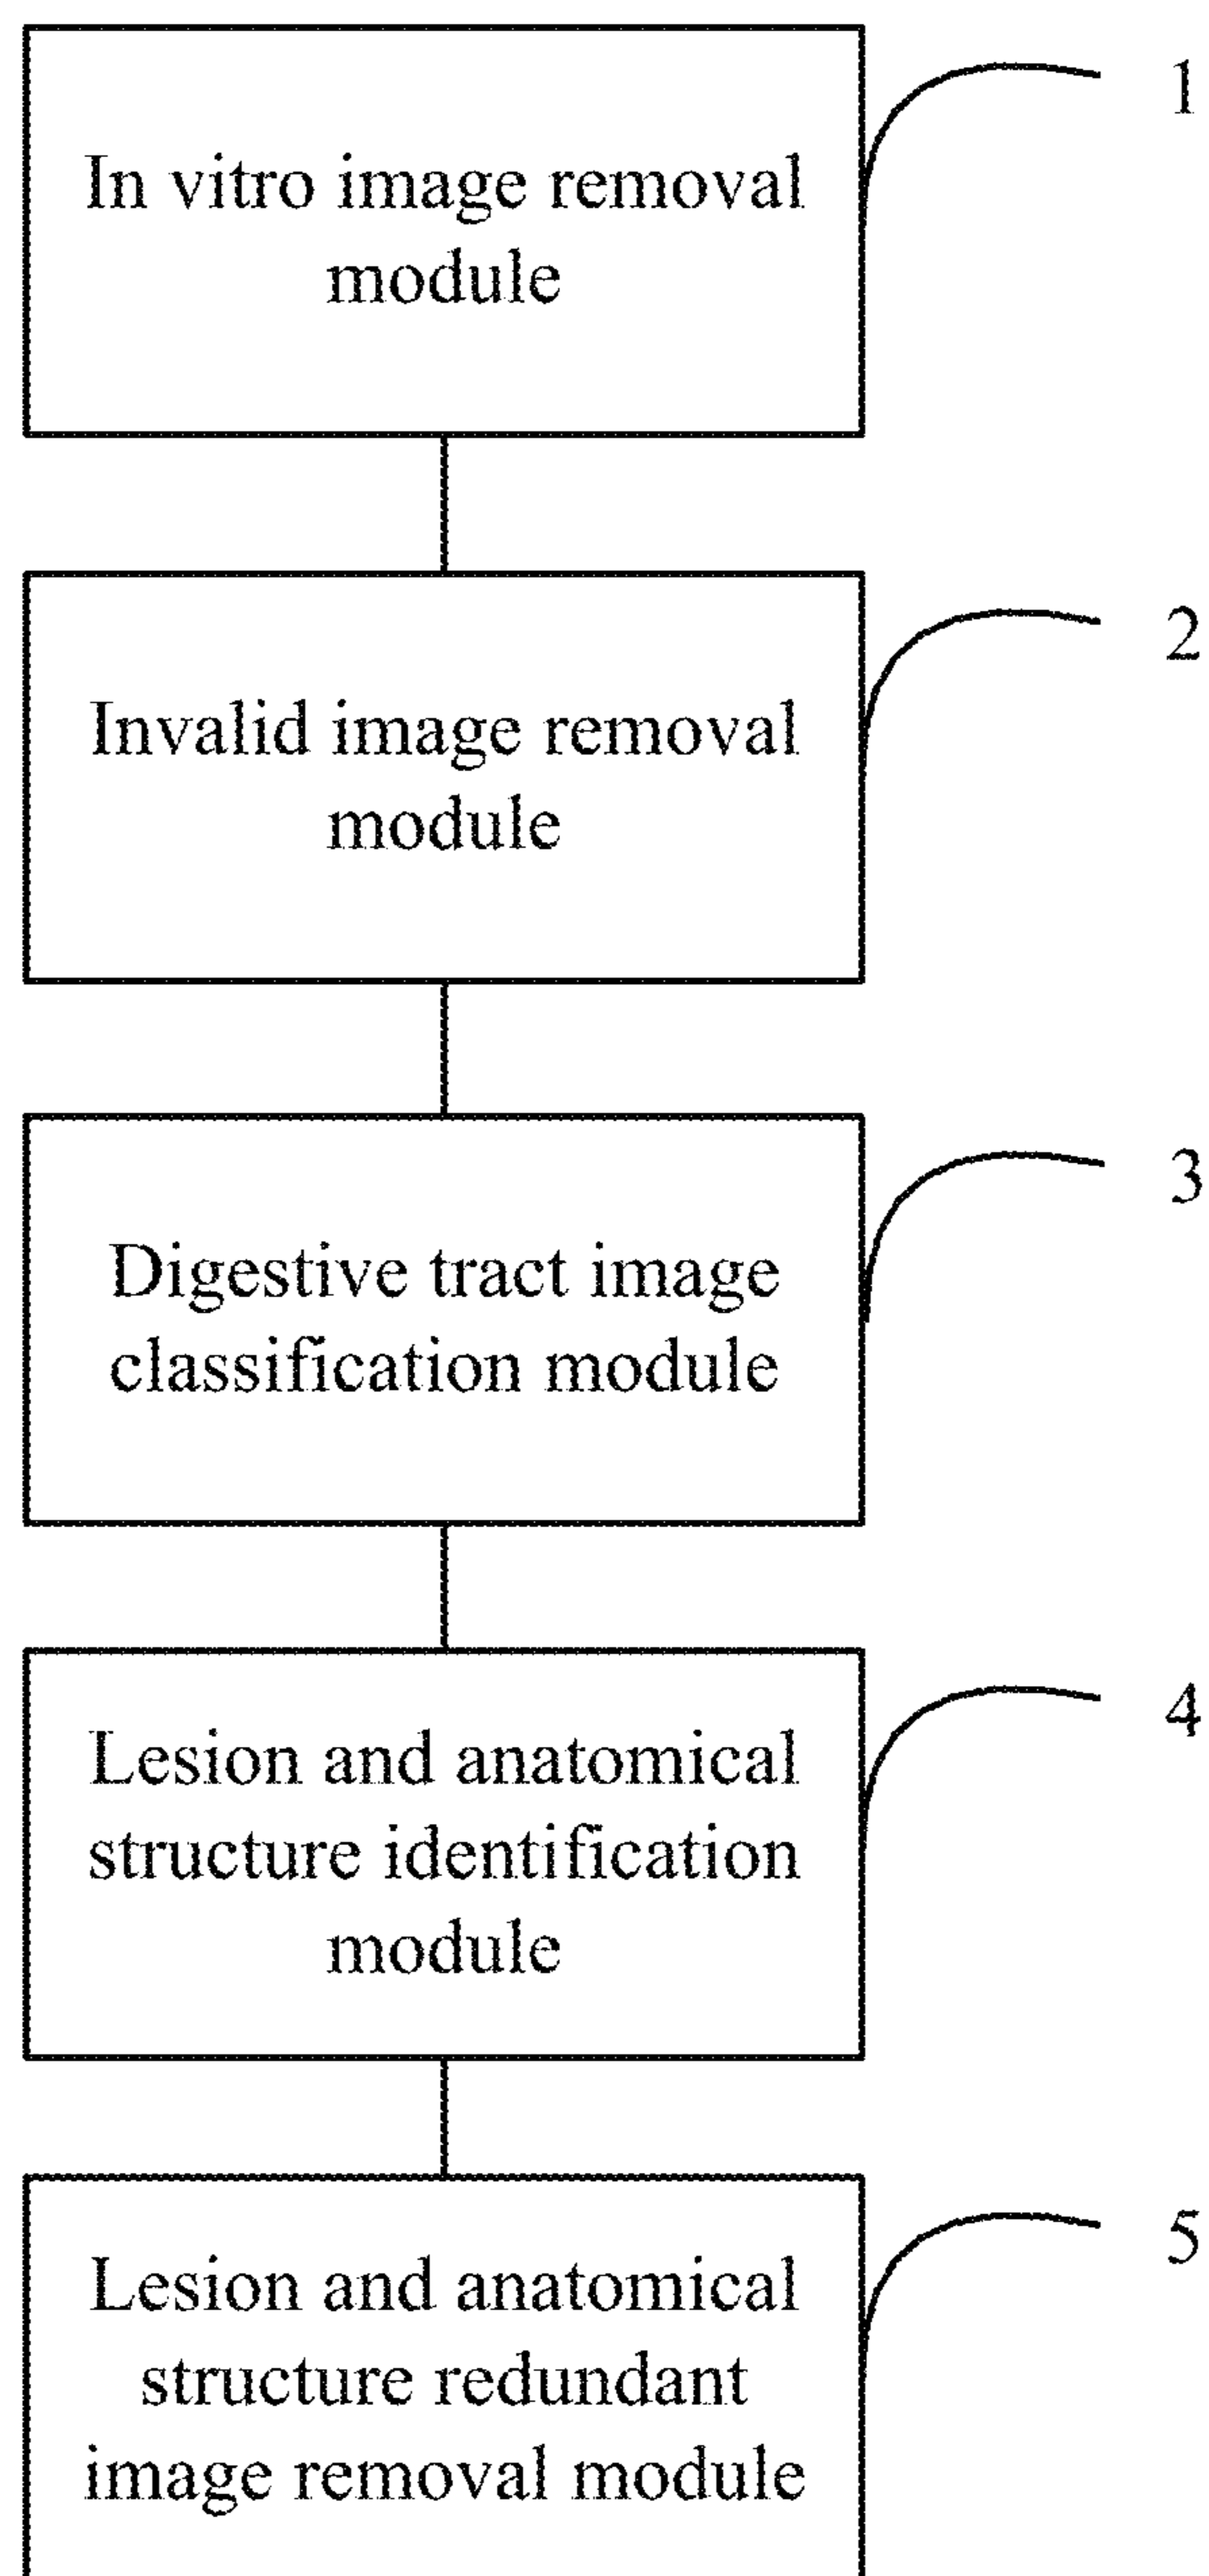 In vitro image removal
module
1
Invalid image removal
module
2
Digestive tract image
classification module
3
Lesion and anatomical
structure identification
module
4
Lesion and anatomical
structure redundant
image removal module
5